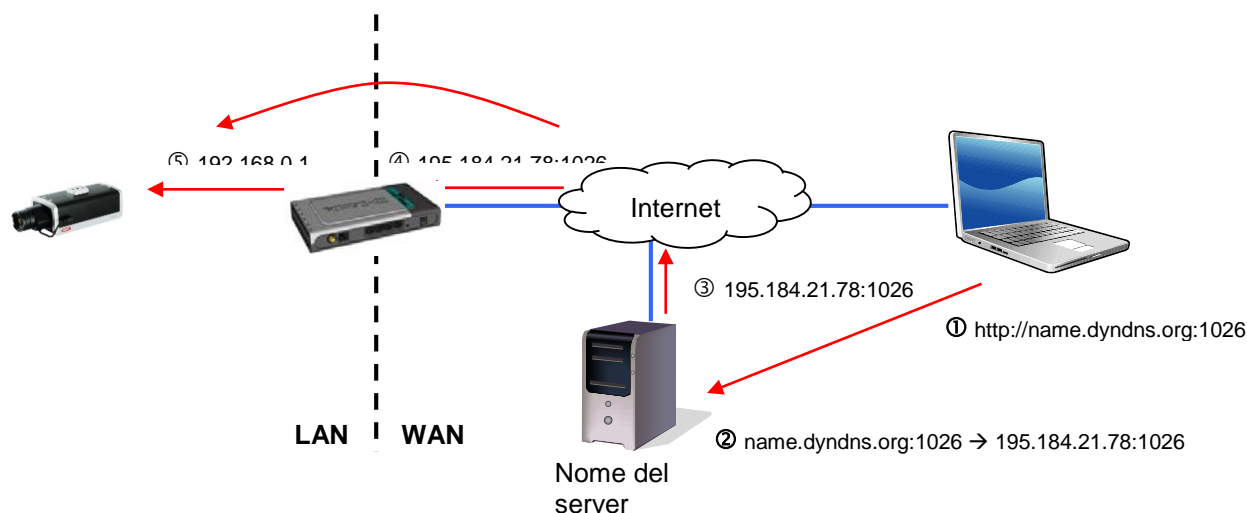 ⑤ 192.168.0.1
④ 195.184.21.78:1026
Internet
③ 195.184.21.78:1026
① http://name.dyndns.org:1026
LAN
WAN
② name.dyndns.org:1026 → 195.184.21.78:1026
Nome del
server